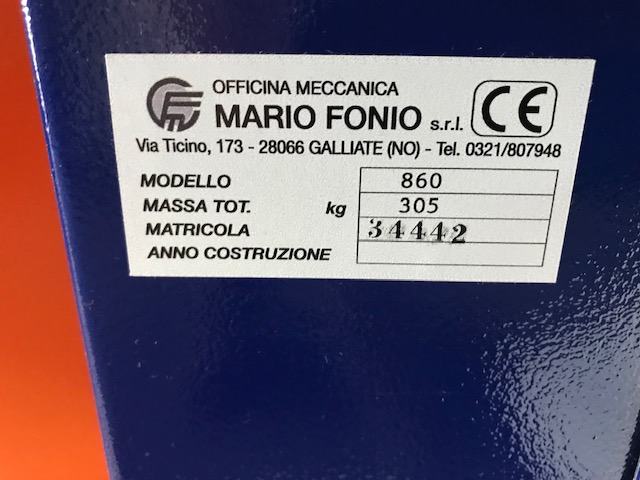 OFFICINA MECCANICA
MARIO FONIO s.r.l. CE
Via Ticino, 173 - 28066 GALLIATE (NO) - Tel. 0321/807948
MODELLO 860
MASSA TOT. kg 305
MATRICOLA 34442
ANNO COSTRUZIONE